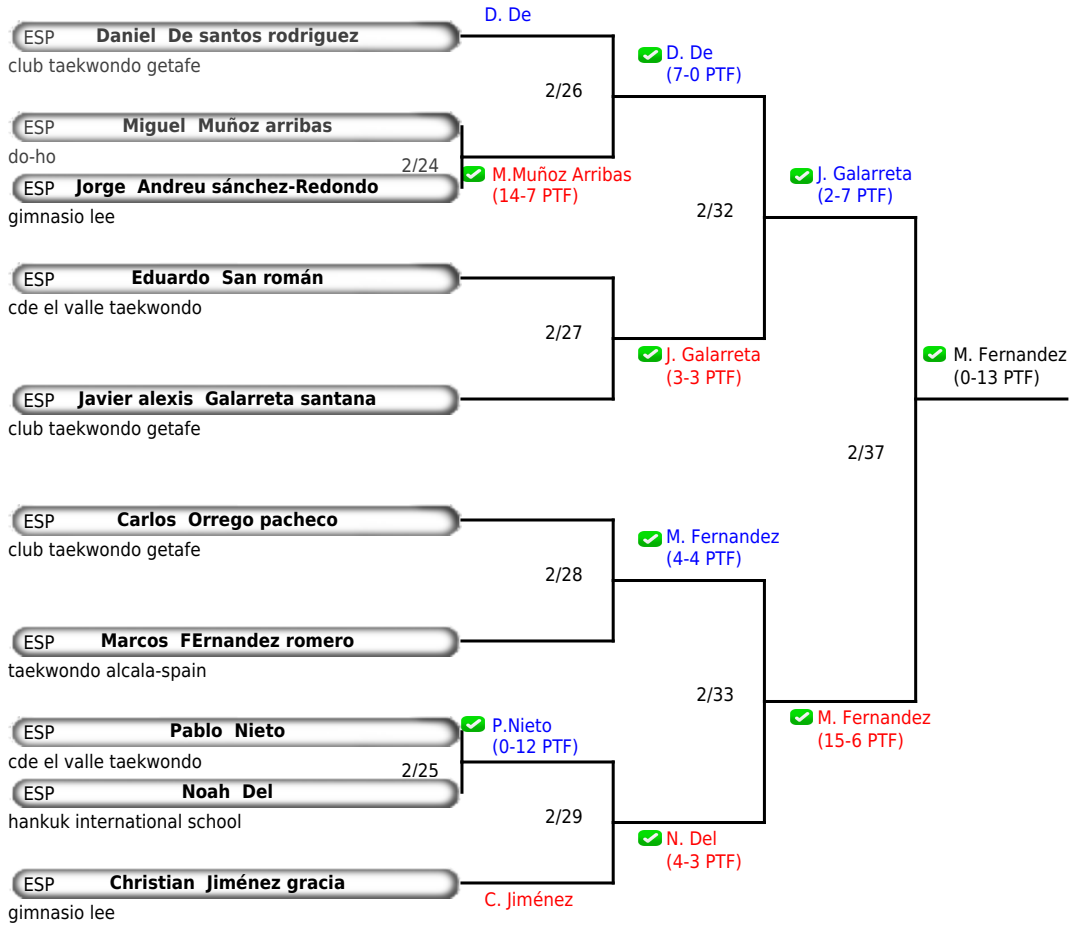 D. De
ESP Daniel De santos rodriguez
club taekwondo getafe
D. De
(7-0 PTF)
2/26
ESP Miguel Muñoz arribas
do-ho
2/24
M.Muñoz Arribas
(14-7 PTF)
ESP Jorge Andreu sánchez-Redondo
gimnasio lee
J. Galarreta
(2-7 PTF)
2/32
ESP Eduardo San román
cde el valle taekwondo
2/27
J. Galarreta
(3-3 PTF)
M. Fernandez
(0-13 PTF)
ESP Javier alexis Galarreta santana
club taekwondo getafe
2/37
ESP Carlos Orrego pacheco
club taekwondo getafe
M. Fernandez
(4-4 PTF)
2/28
ESP Marcos FErnandez romero
taekwondo alcala-spain
2/33
M. Fernandez
(15-6 PTF)
ESP Pablo Nieto
cde el valle taekwondo
P.Nieto
(0-12 PTF)
2/25
ESP Noah Del
hankuk international school
2/29
N. Del
(4-3 PTF)
ESP Christian Jiménez gracia
gimnasio lee
C. Jiménez